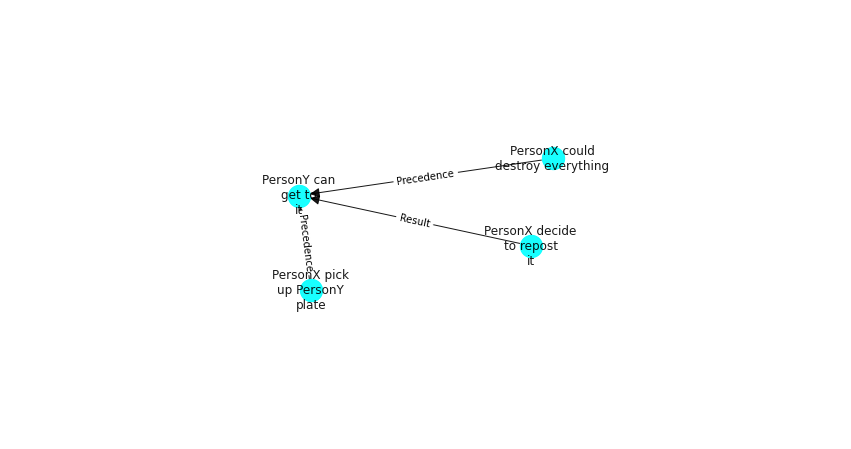 PersonX could
destroy everything
Precedence
PersonY can
get to
it
Result
PersonX decide
to repost
it
Precedence
PersonX pick
up PersonY
plate